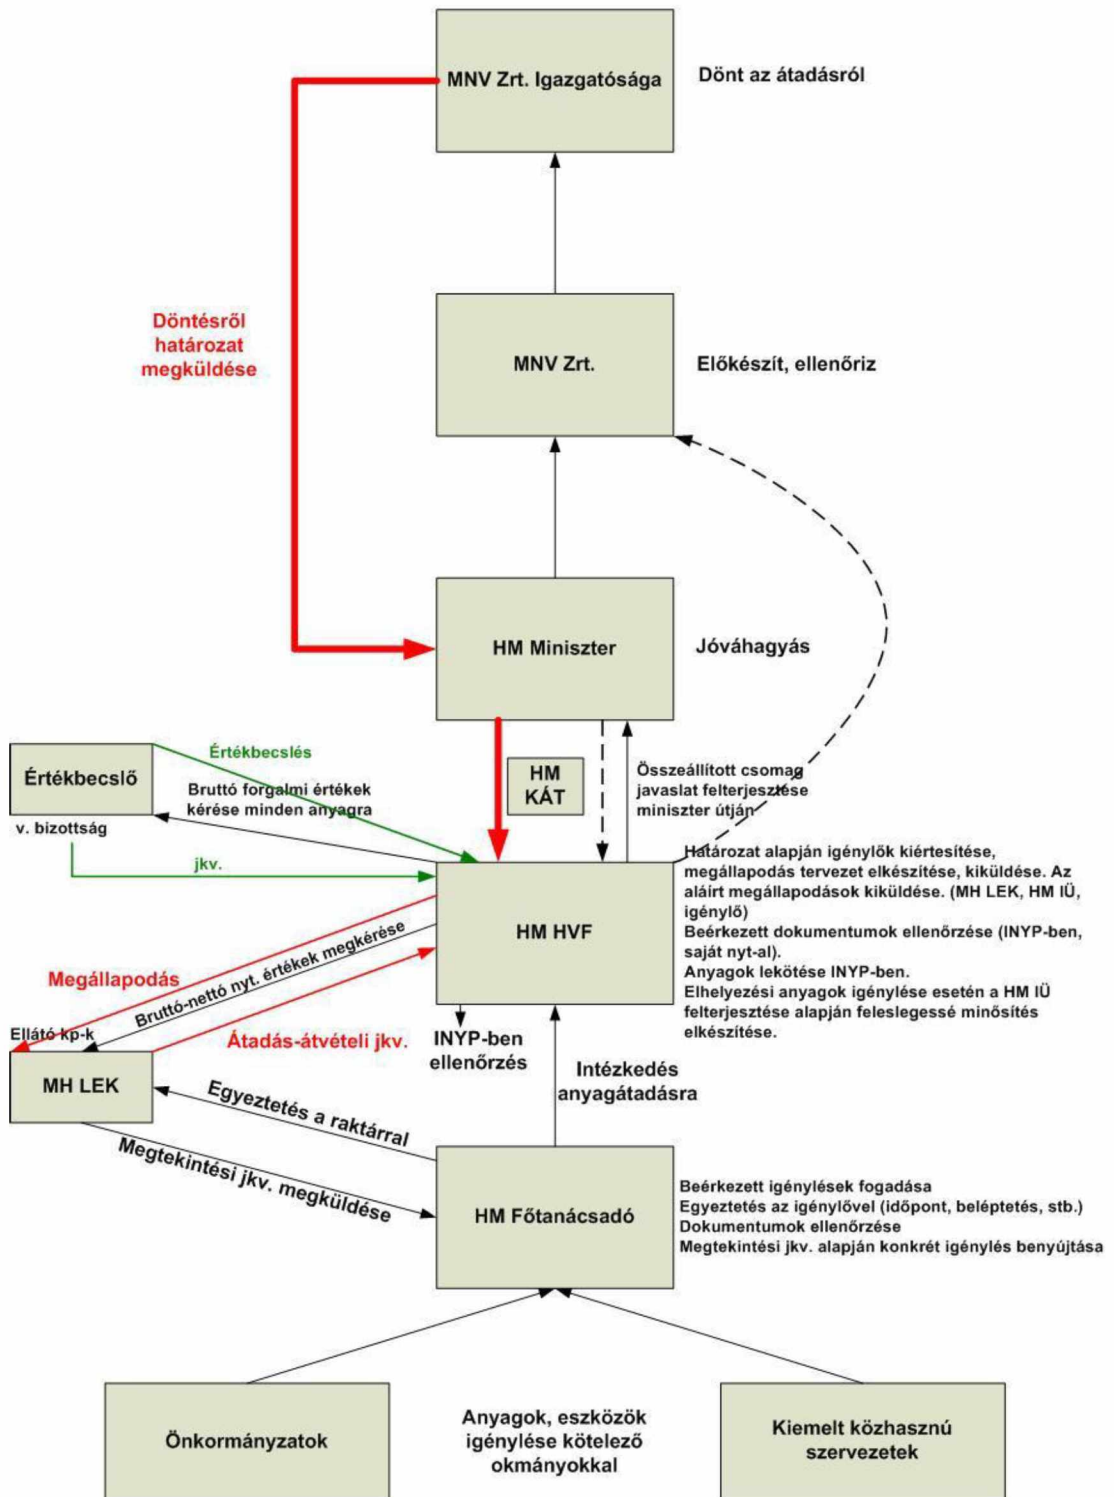 MNV Zrt. Igazgatósága
Dönt az átadásról
Döntésről
határozat
megküldése
MNV Zrt.
Előkészít, ellenőriz
HM Miniszter
Jóváhagyás
Értékbecslő
v. bizottság
Értékbecslés
Bruttó forgalmi értékek
kérése minden anyagra
jkv.
HM
KÁT
Összeállított csomag
javaslat felterjesztése
miniszter útján
HM HVF
Határozat alapján igénylők kiértesítése,
megállapodás tervezet elkészítése, kiküldése. Az
aláírt megállapodások kiküldése. (MH LEK, HM IÜ,
igénylő)
Beérkezett dokumentumok ellenőrzése (INYP-ben,
saját nyt-al).
Anyagok lekötése INYP-ben.
Elhelyezési anyagok igénylése esetén a HM IÜ
felterjesztése alapján feleslegessé minősítés
elkészítése.
Megállapodás
Bruttó-nettó nyt. értékek megkérése
Átadás-átvételi jkv.
Ellátó kp-k
MH LEK
INYP-ben
ellenőrzés
Intézkedés
anyagátadásra
Egyeztetés a raktárral
Megtekintési jkv. megküldése
HM Főtanácsadó
Beérkezett igénylések fogadása
Egyeztetés az igénylővel (időpont, beléptetés, stb.)
Dokumentumok ellenőrzése
Megtekintési jkv. alapján konkrét igénylés benyújtása
Önkormányzatok
Anyagok, eszközök
igénylése kötelező
okmányokkal
Kiemelt közhasznú
szervezetek